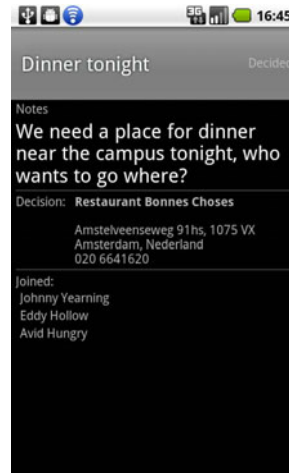 3G
16:45
Dinner tonight
Decided
Notes
We need a place for dinner
near the campus tonight, who
wants to go where?
Decision: Restaurant Bonnes Choses
Amstelveenseweg 91hs, 1075 VX
Amsterdam, Nederland
020 6641620
Joined:
Johnny Yearning
Eddy Hollow
Avid Hungry